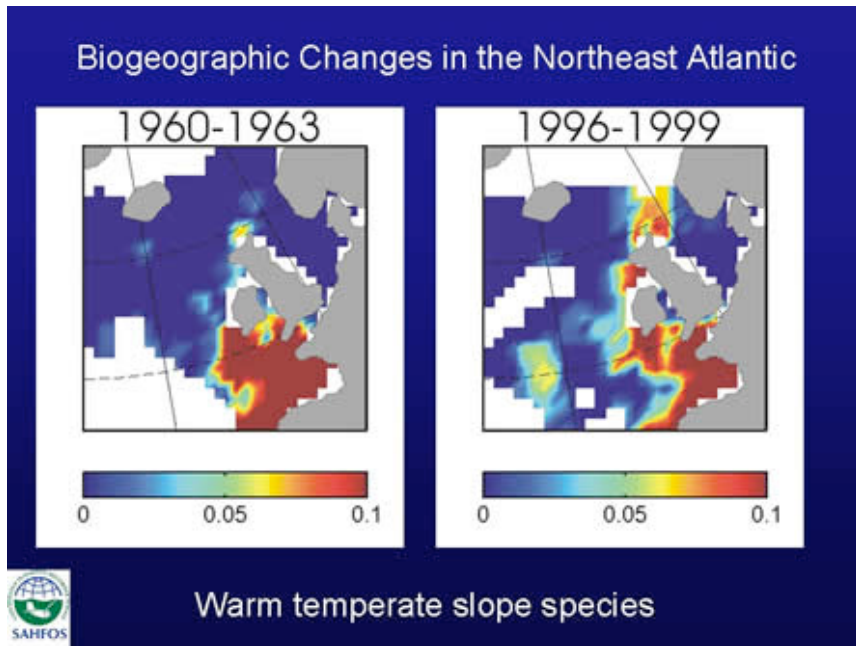 Biogeographic Changes in the Northeast Atlantic
1960-1963
1996-1999
0 0.05 0.1
0 0.05 0.1
Warm temperate slope species
SAHFOS